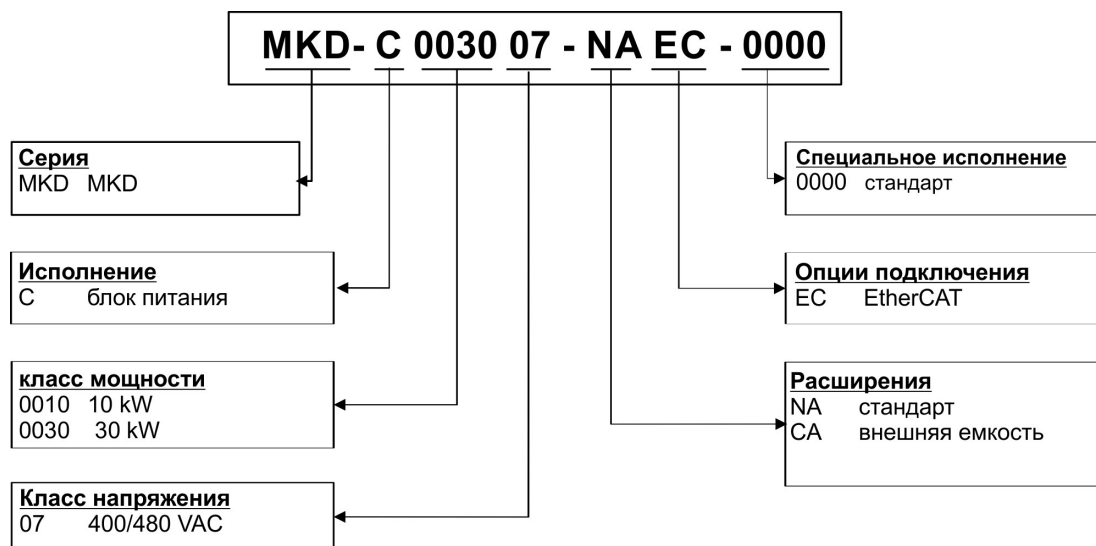 MKD- C 0030 07 - NA EC - 0000
Серия
MKD MKD
Исполнение
C блок питания
класс мощности
0010 10 kW
0030 30 kW
Класс напряжения
07 400/480 VAC
Специальное исполнение
0000 стандарт
Опции подключения
EC EtherCAT
Расширения
NA стандарт
CA внешняя емкость